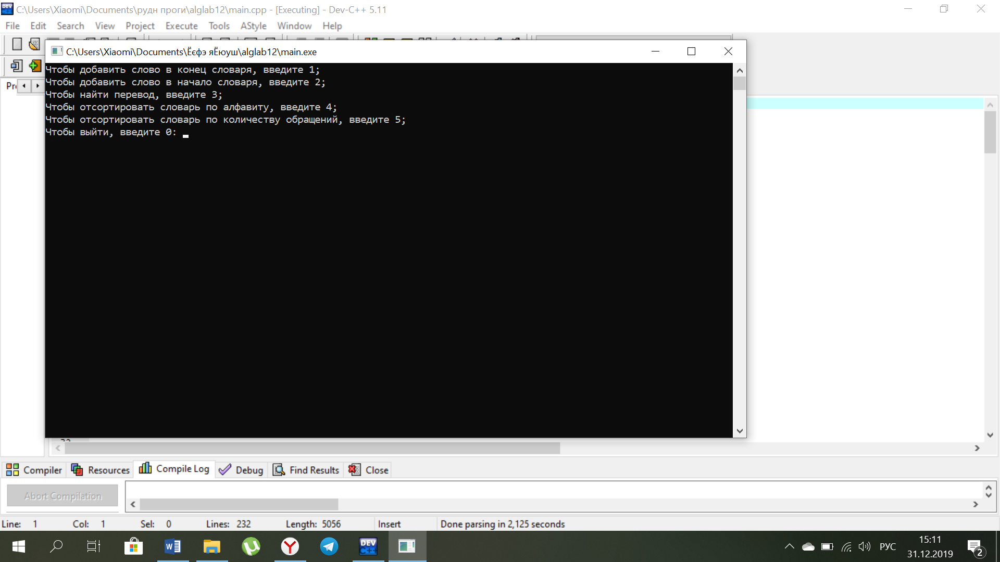 C:\Users\Xiaomi\Documents\рудн проги\alglab12\main.cpp - [Executing] - Dev-C++ 5.11
File Edit Search View Project Execute Tools AStyle Window Help
C:\Users\Xiaomi\Documents\Ёєфэ яЁюуш\alglab12\main.exe
Чтобы добавить слово в конец словаря, введите 1;
Чтобы добавить слово в начало словаря, введите 2;
Чтобы найти перевод, введите 3;
Чтобы отсортировать словарь по алфавиту, введите 4;
Чтобы отсортировать словарь по количеству обращений, введите 5;
Чтобы выйти, введите 0:
Compiler Resources Compile Log Debug Find Results Close
Abort Compilation
Line: 1 Col: 1 Sel: 0 Lines: 232 Length: 5056 Insert Done parsing in 2,125 seconds
DEV C++
РУС
15:11
31.12.2019
2